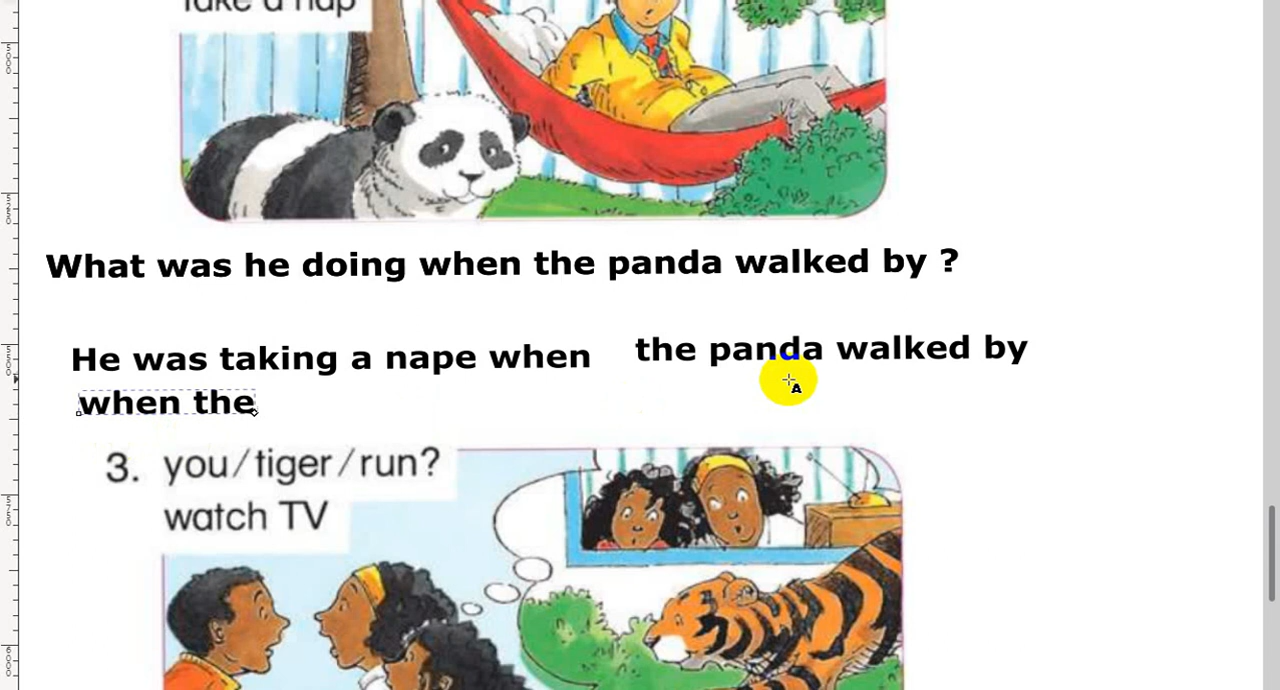 Take a nap
What was he doing when the panda walked by ?
He was taking a nape when the panda walked by
when the
3. you/tiger/run?
watch TV